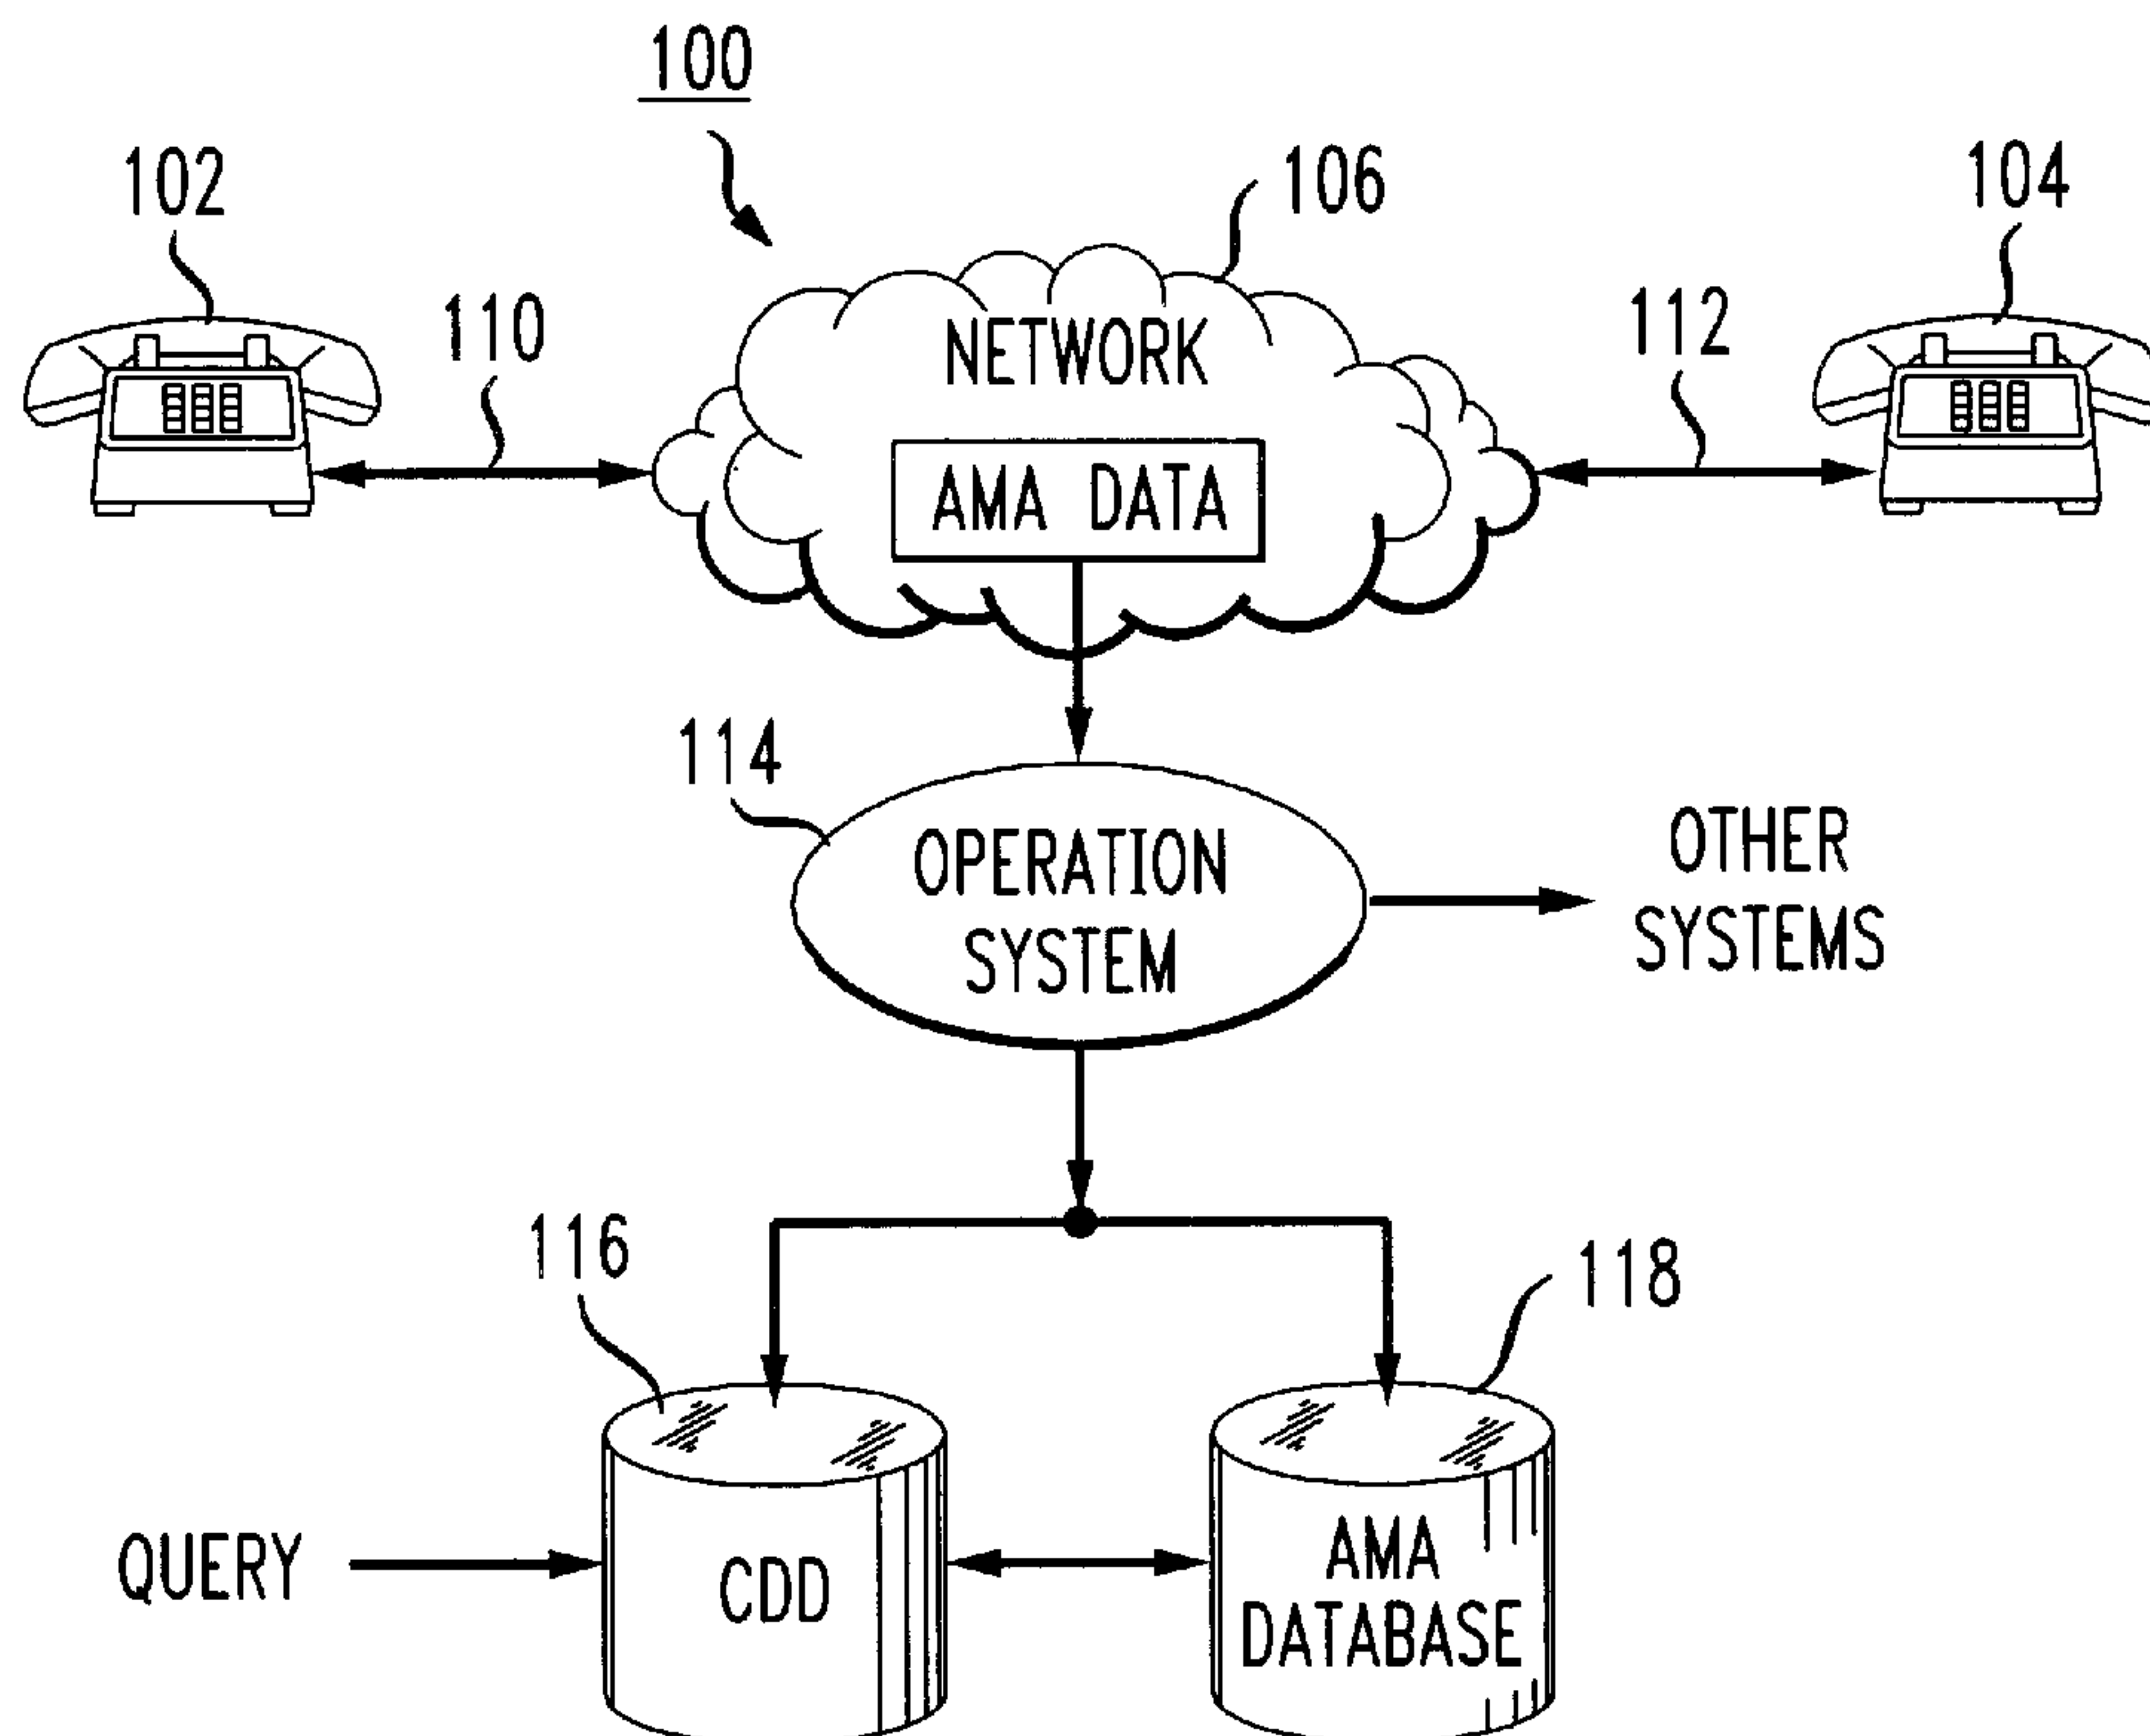 100
102
106
104
110
112
NETWORK
AMA DATA
114
OPERATION
SYSTEM
OTHER
SYSTEMS
116
118
QUERY
CDD
AMA
DATABASE